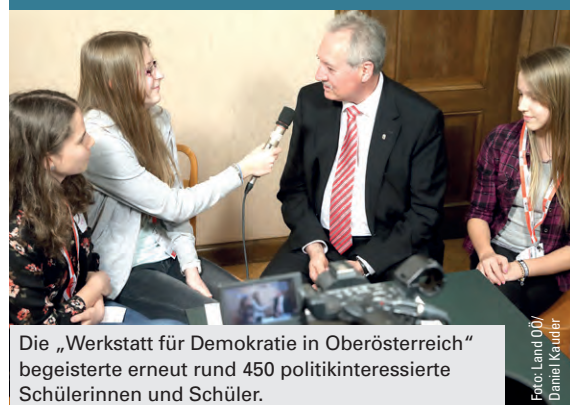 Die „Werkstatt für Demokratie in Oberösterreich“
begeisterte erneut rund 450 politikinteressierte
Schülerinnen und Schüler.
Foto: Land OÖ/
Daniel Kauder